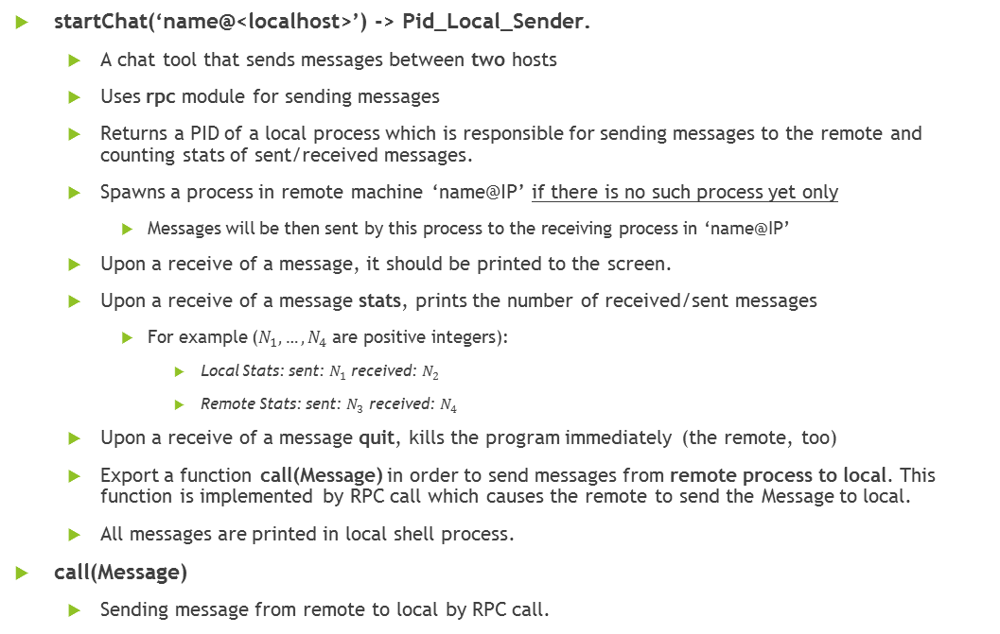 startChat(‘name@<localhost>’) -> Pid_Local_Sender.
A chat tool that sends messages between two hosts
Uses rpc module for sending messages
Returns a PID of a local process which is responsible for sending messages to the remote and
counting stats of sent/received messages.
Spawns a process in remote machine ‘name@IP’ if there is no such process yet only
Messages will be then sent by this process to the receiving process in ‘name@IP’
Upon a receive of a message, it should be printed to the screen.
Upon a receive of a message stats, prints the number of received/sent messages
For example (N₁, … , N₄ are positive integers):
Local Stats: sent: N₁ received: N₂
Remote Stats: sent: N₃ received: N₄
Upon a receive of a message quit, kills the program immediately (the remote, too)
Export a function call(Message) in order to send messages from remote process to local. This
function is implemented by RPC call which causes the remote to send the Message to local.
All messages are printed in local shell process.
call(Message)
Sending message from remote to local by RPC call.